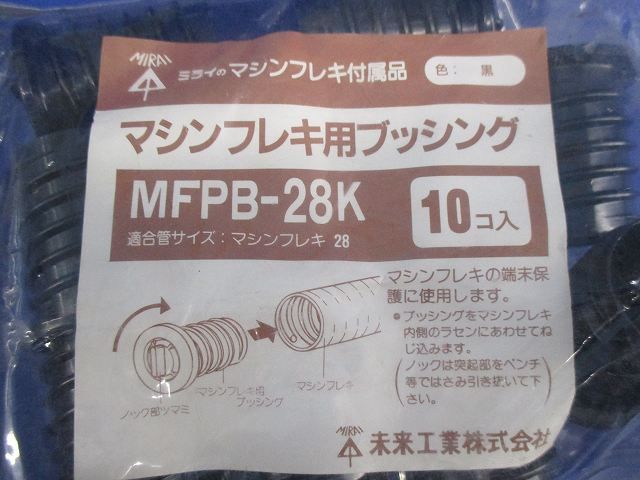 MIRAI
ミライのマシンフレキ付属品
色：黒
マシンフレキ用ブッシング
MFPB-28K
適合管サイズ：マシンフレキ 28
10コ入
マシンフレキの端末保
護に使用します。
●ブッシングをマシンフレキ
内側のラセンにあわせてね
じ込みます。
（ノックは突起部をペンチ
等ではさみ引き抜いて下
さい。）
ノック部ツマミ
マシンフレキ用
ブッシング
マシンフレキ
MIRAI
未来工業株式会社